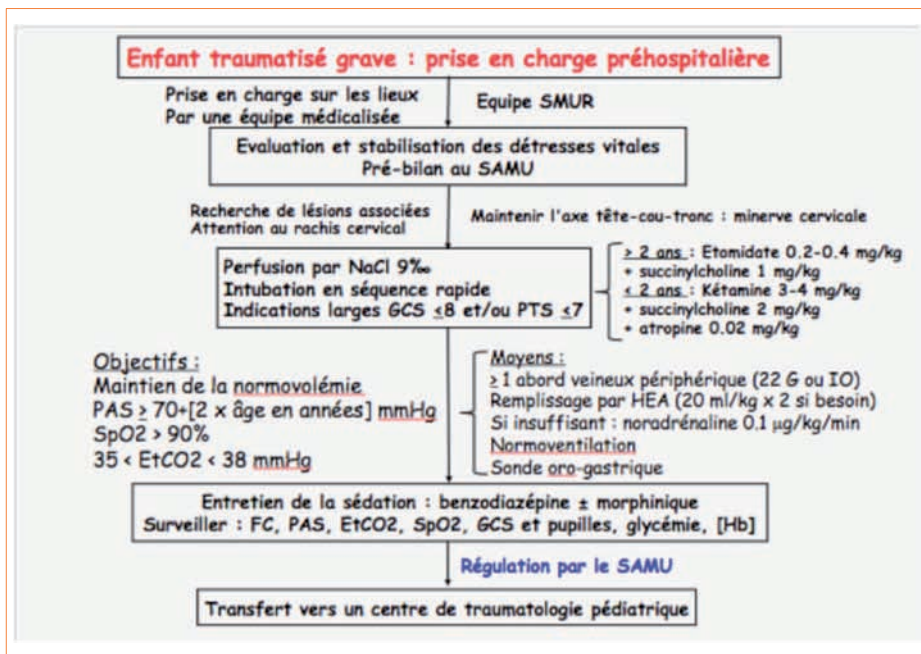 Enfant traumatisé grave : prise en charge préhospitalière
Prise en charge sur les lieux
Par une équipe médicalisée
Equipe SMUR
Evaluation et stabilisation des détresses vitales
Pré-bilan au SAMU
Recherche de lésions associées
Attention au rachis cervical
Maintenir l'axe tête-cou-tronc : minerve cervicale
Perfusion par NaCl 9‰
Intubation en séquence rapide
Indications larges GCS ≤8 et/ou PTS ≤7
≥ 2 ans : Etomidate 0.2-0.4 mg/kg
+ succinylcholine 1 mg/kg
≤ 2 ans : Kétamine 3-4 mg/kg
+ succinylcholine 2 mg/kg
+ atropine 0.02 mg/kg
Objectifs :
Maintien de la normovolémie
PAS ≥ 70+[2 x âge en années] mmHg
SpO2 > 90%
35 < EtCO2 < 38 mmHg
Moyens :
≥ 1 abord veineux périphérique (22 G ou IO)
Remplissage par HEA (20 ml/kg x 2 si besoin)
Si insuffisant : noradrénaline 0,1 µg/kg/min
Normoventilation
Sonde oro-gastrique
Entretien de la sédation : benzodiazépine ± morphinique
Surveiller : FC, PAS, EtCO2, SpO2, GCS et pupilles, glycémie, [Hb]
Régulation par le SAMU
Transfert vers un centre de traumatologie pédiatrique